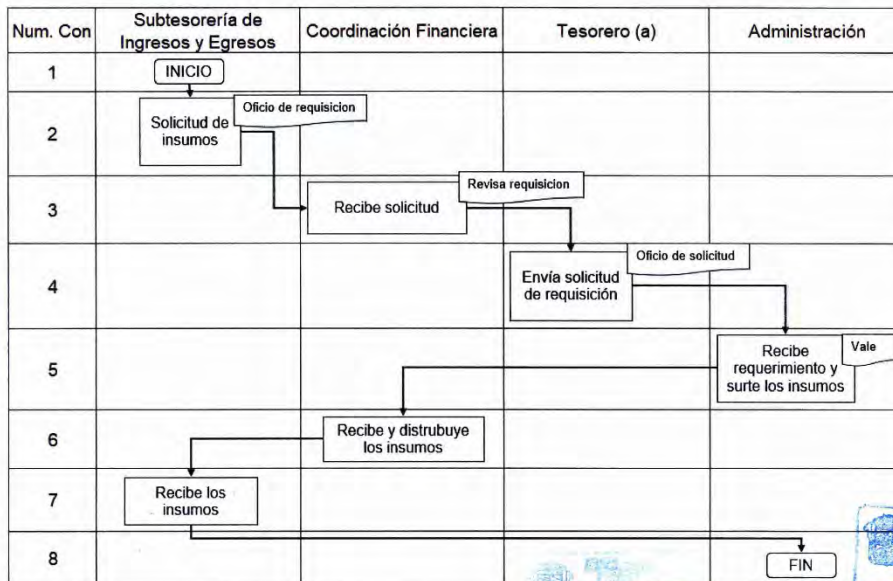 Num. Con
Subtesorería de
Ingresos y Egresos
Coordinación Financiera
Tesorero (a)
Administración
1
INICIO
2
Solicitud de
insumos
Oficio de requisicion
3
Recibe solicitud
Revisa requisicion
4
Envía solicitud
de requisición
Oficio de solicitud
5
Recibe
requerimiento y
surte los insumos
Vale
6
Recibe y distrubuye
los insumos
7
Recibe los
insumos
8
FIN